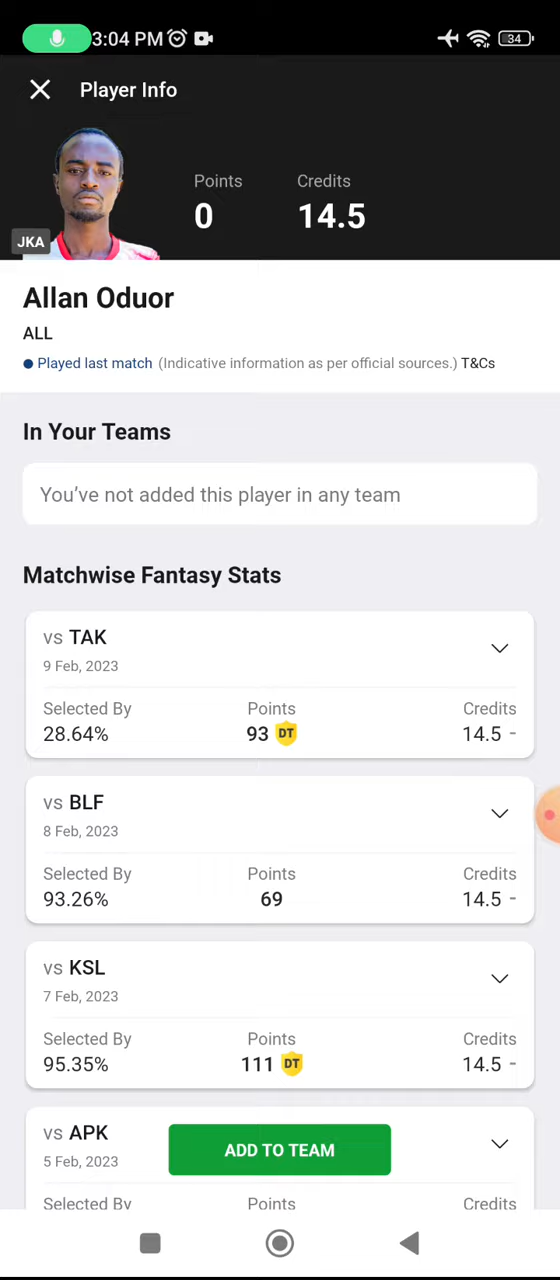 3:04 PM
34
Player Info
Points
Credits
0
14.5
JKA
Allan Oduor
ALL
Played last match (Indicative information as per official sources.) T&Cs
In Your Teams
You've not added this player in any team
Matchwise Fantasy Stats
vs TAK
9 Feb, 2023
Selected By Points Credits
28.64% 93 DT 14.5 -
vs BLF
8 Feb, 2023
Selected By Points Credits
93.26% 69 14.5 -
vs KSL
7 Feb, 2023
Selected By Points Credits
95.35% 111 DT 14.5 -
vs APK
5 Feb, 2023
ADD TO TEAM
Selected By Points Credits